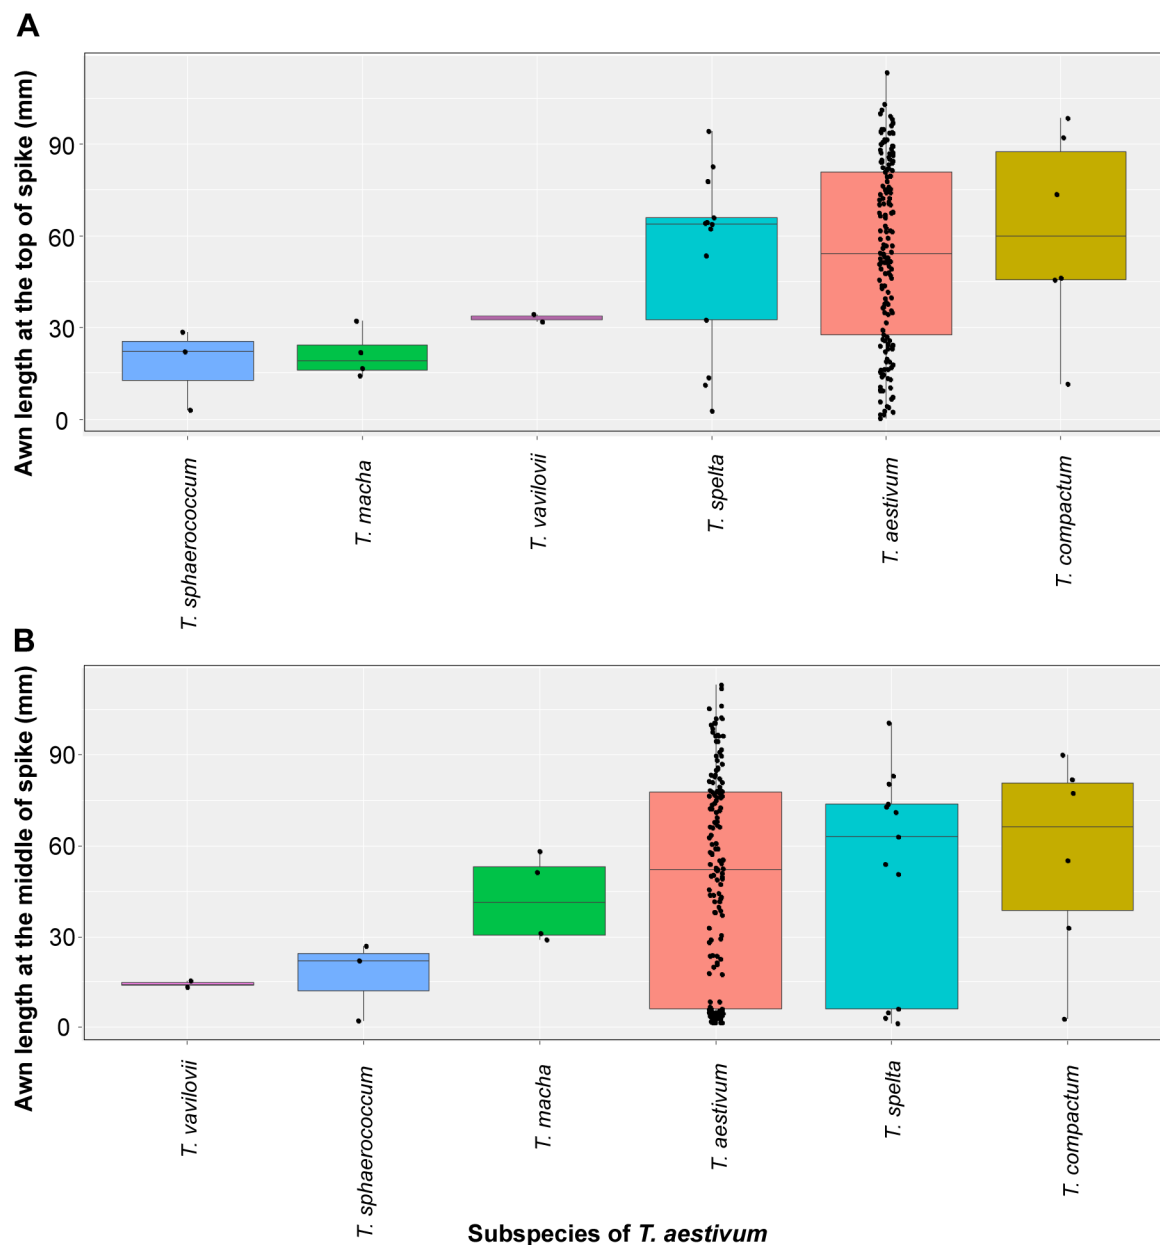 A
Awn length at the top of spike (mm)
90
60
30
0
T. sphaerococcum
T. macha
T. vavilovii
T. spelta
T. aestivum
T. compactum
B
Awn length at the middle of spike (mm)
90
60
30
0
T. vavilovii
T. sphaerococcum
T. macha
T. aestivum
T. spelta
T. compactum
Subspecies of T. aestivum